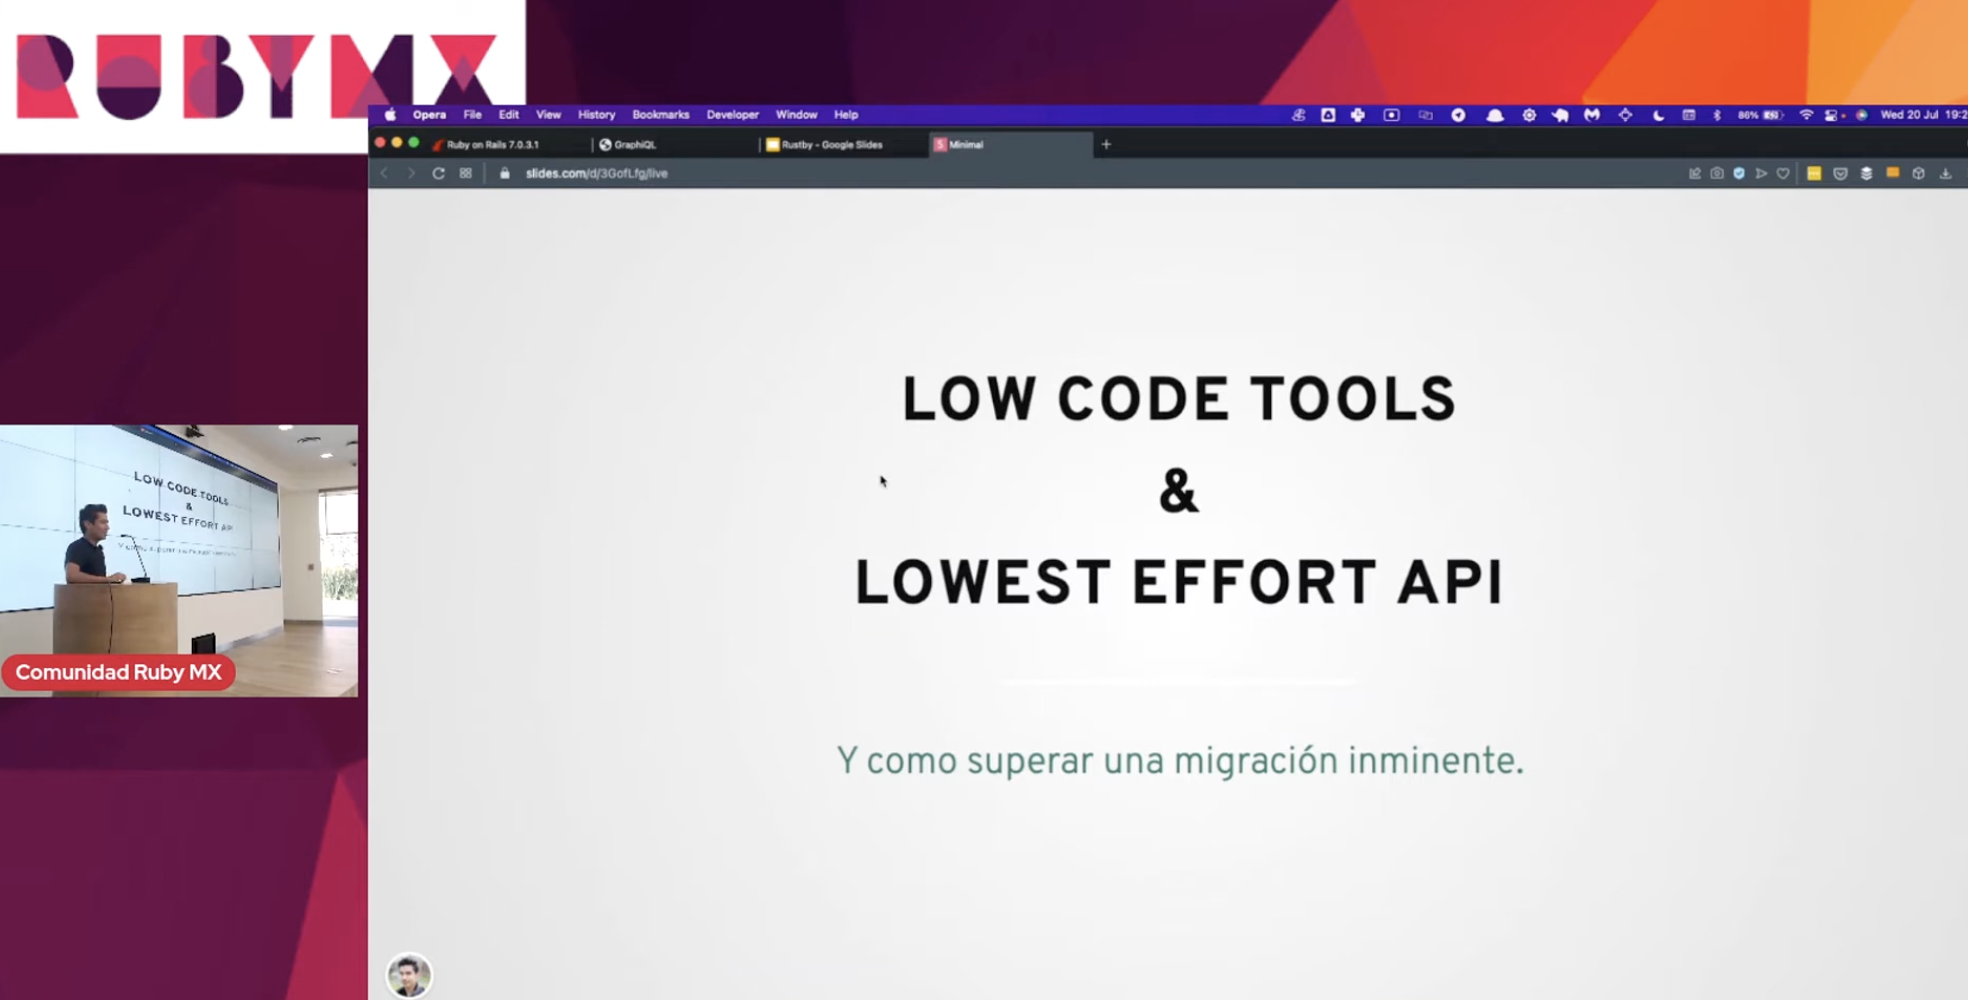 RUBYMX
Opera File Edit View History Bookmarks Developer Window Help
86%
Wed 20 Jul 19:2
Ruby on Rails 7.0.3.1
GraphiQL
Rustby - Google Slides
S Minimal
slides.com/d/3GofLfg/live
LOW CODE TOOLS
&
LOWEST EFFORT API
Y como superar una migración inminente.
LOW CODE TOOLS
&
LOWEST EFFORT API
Comunidad Ruby MX